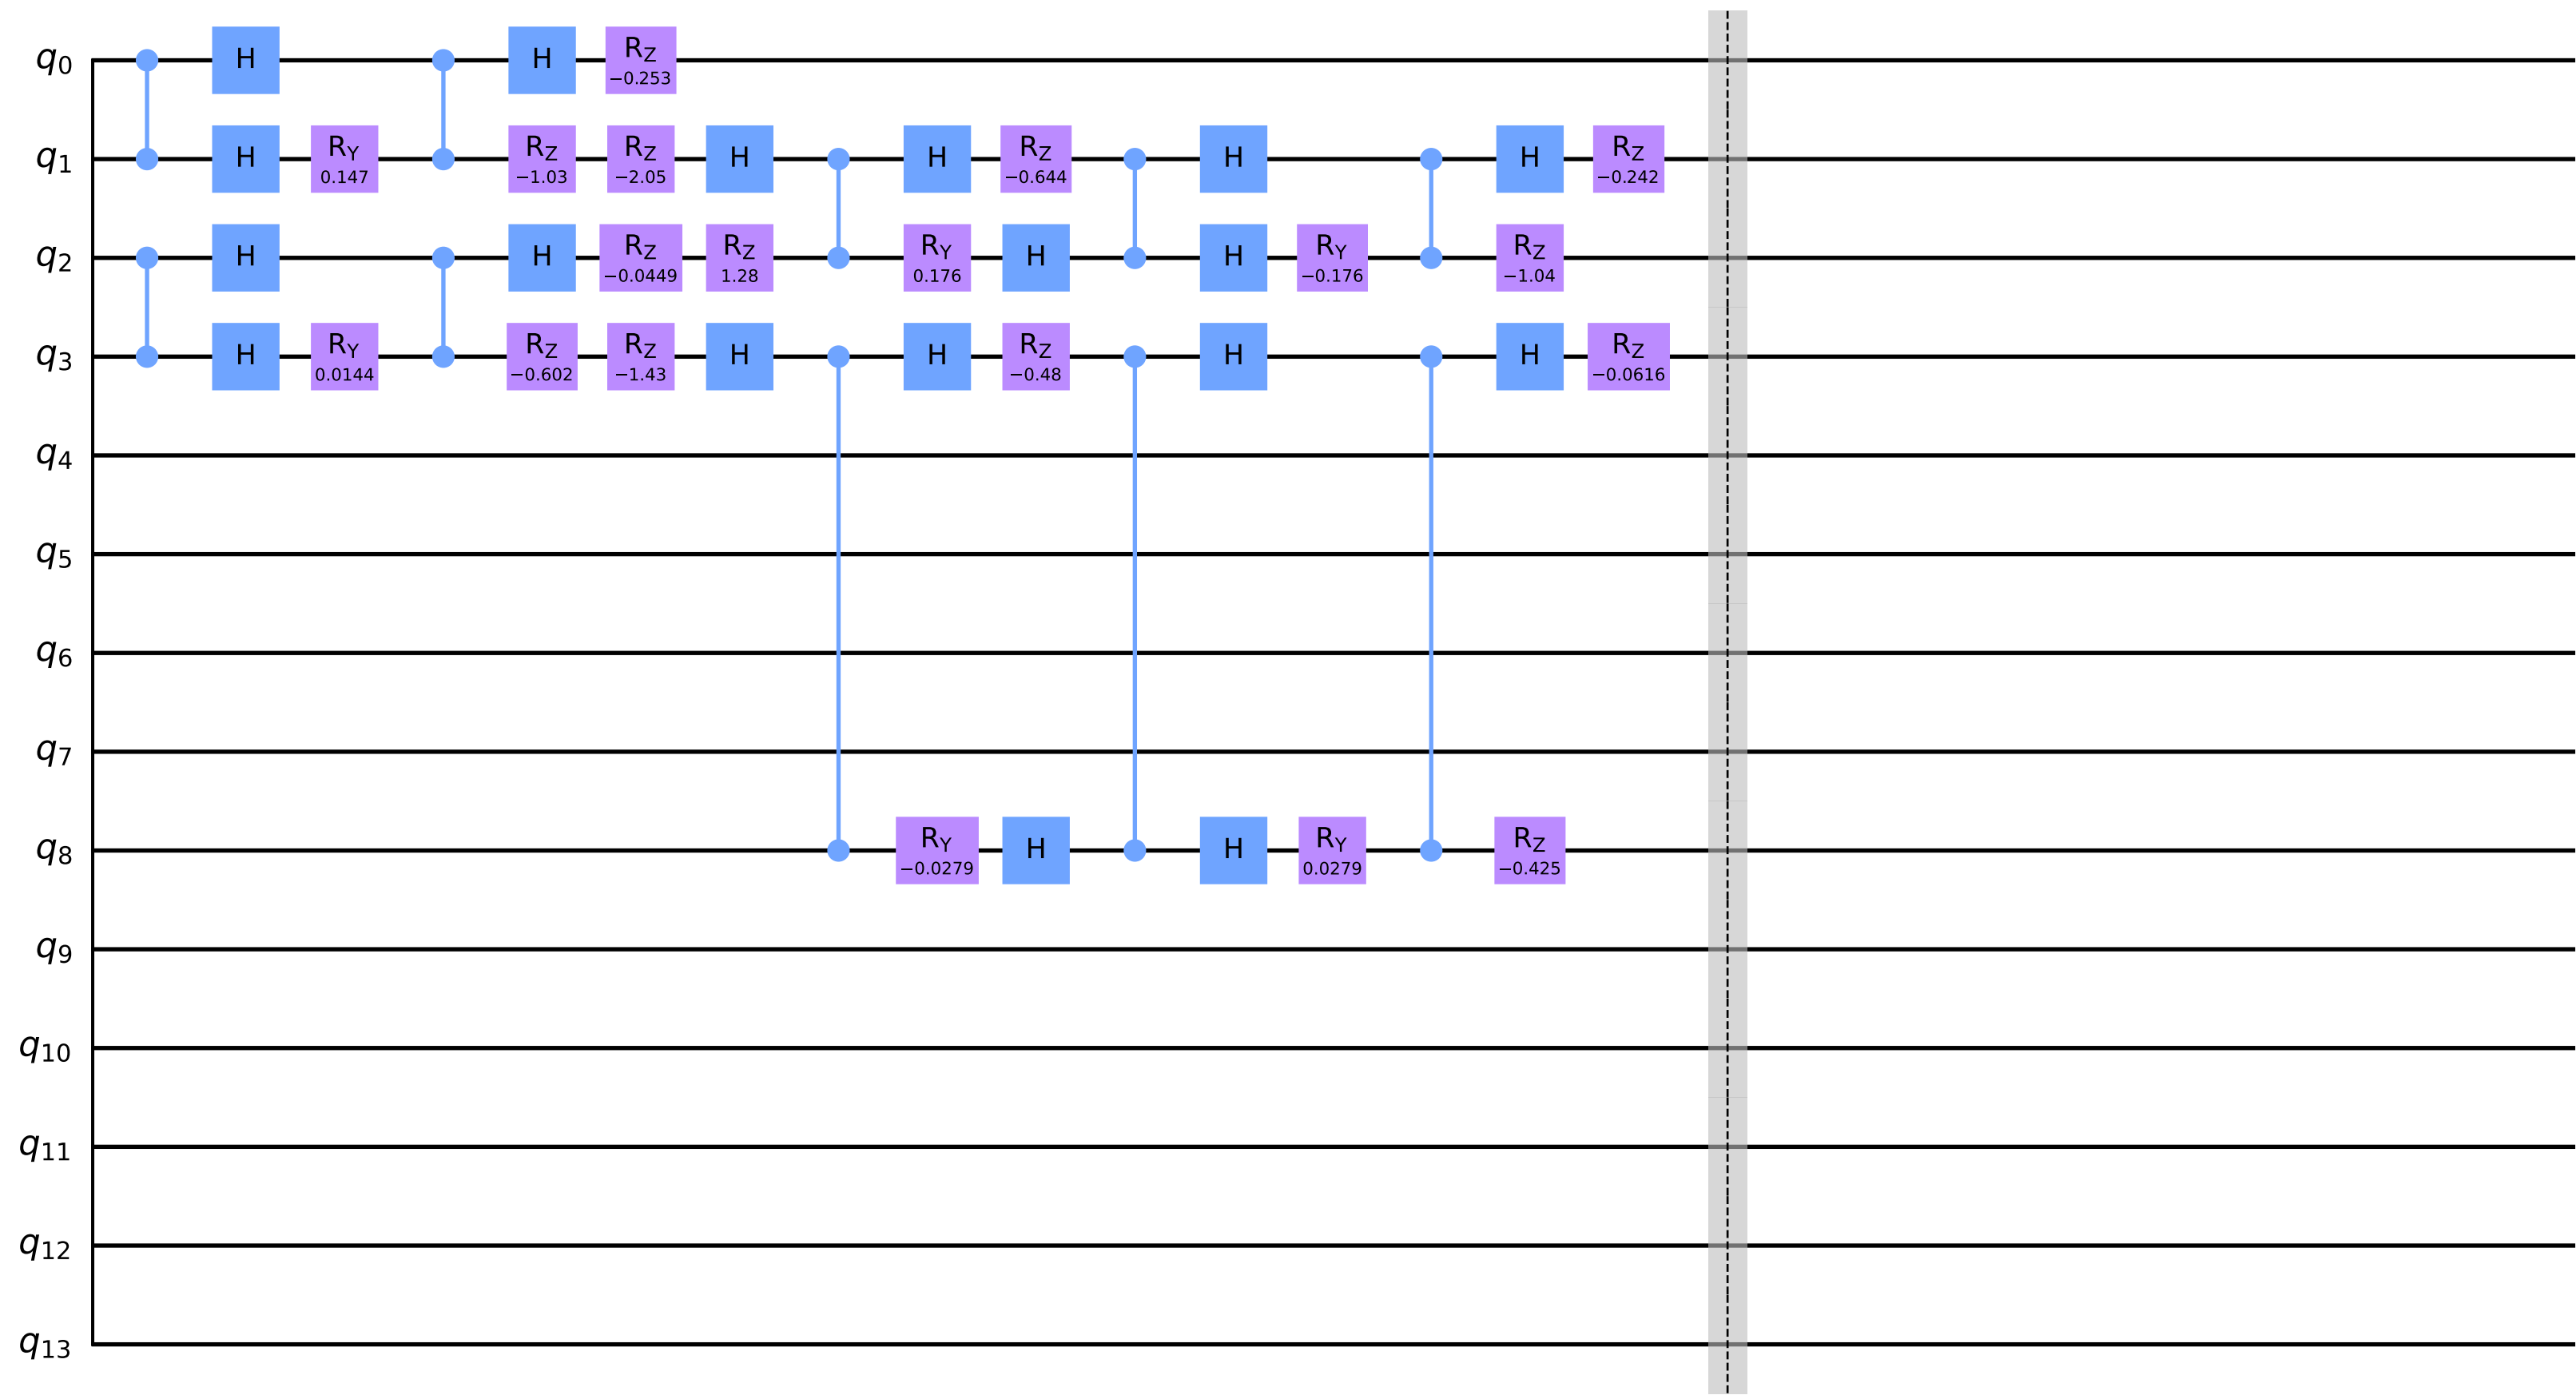 q0 H H RZ −0.253
q1 H RY 0.147 RZ −1.03 RZ −2.05 H H RZ −0.644 H H RZ −0.242
q2 H H RZ −0.0449 RZ 1.28 RY 0.176 H H RY −0.176 RZ −1.04
q3 H RY 0.0144 RZ −0.602 RZ −1.43 H H RZ −0.48 H H RZ −0.0616
q4
q5
q6
q7
q8 RY −0.0279 H H RY 0.0279 RZ −0.425
q9
q10
q11
q12
q13